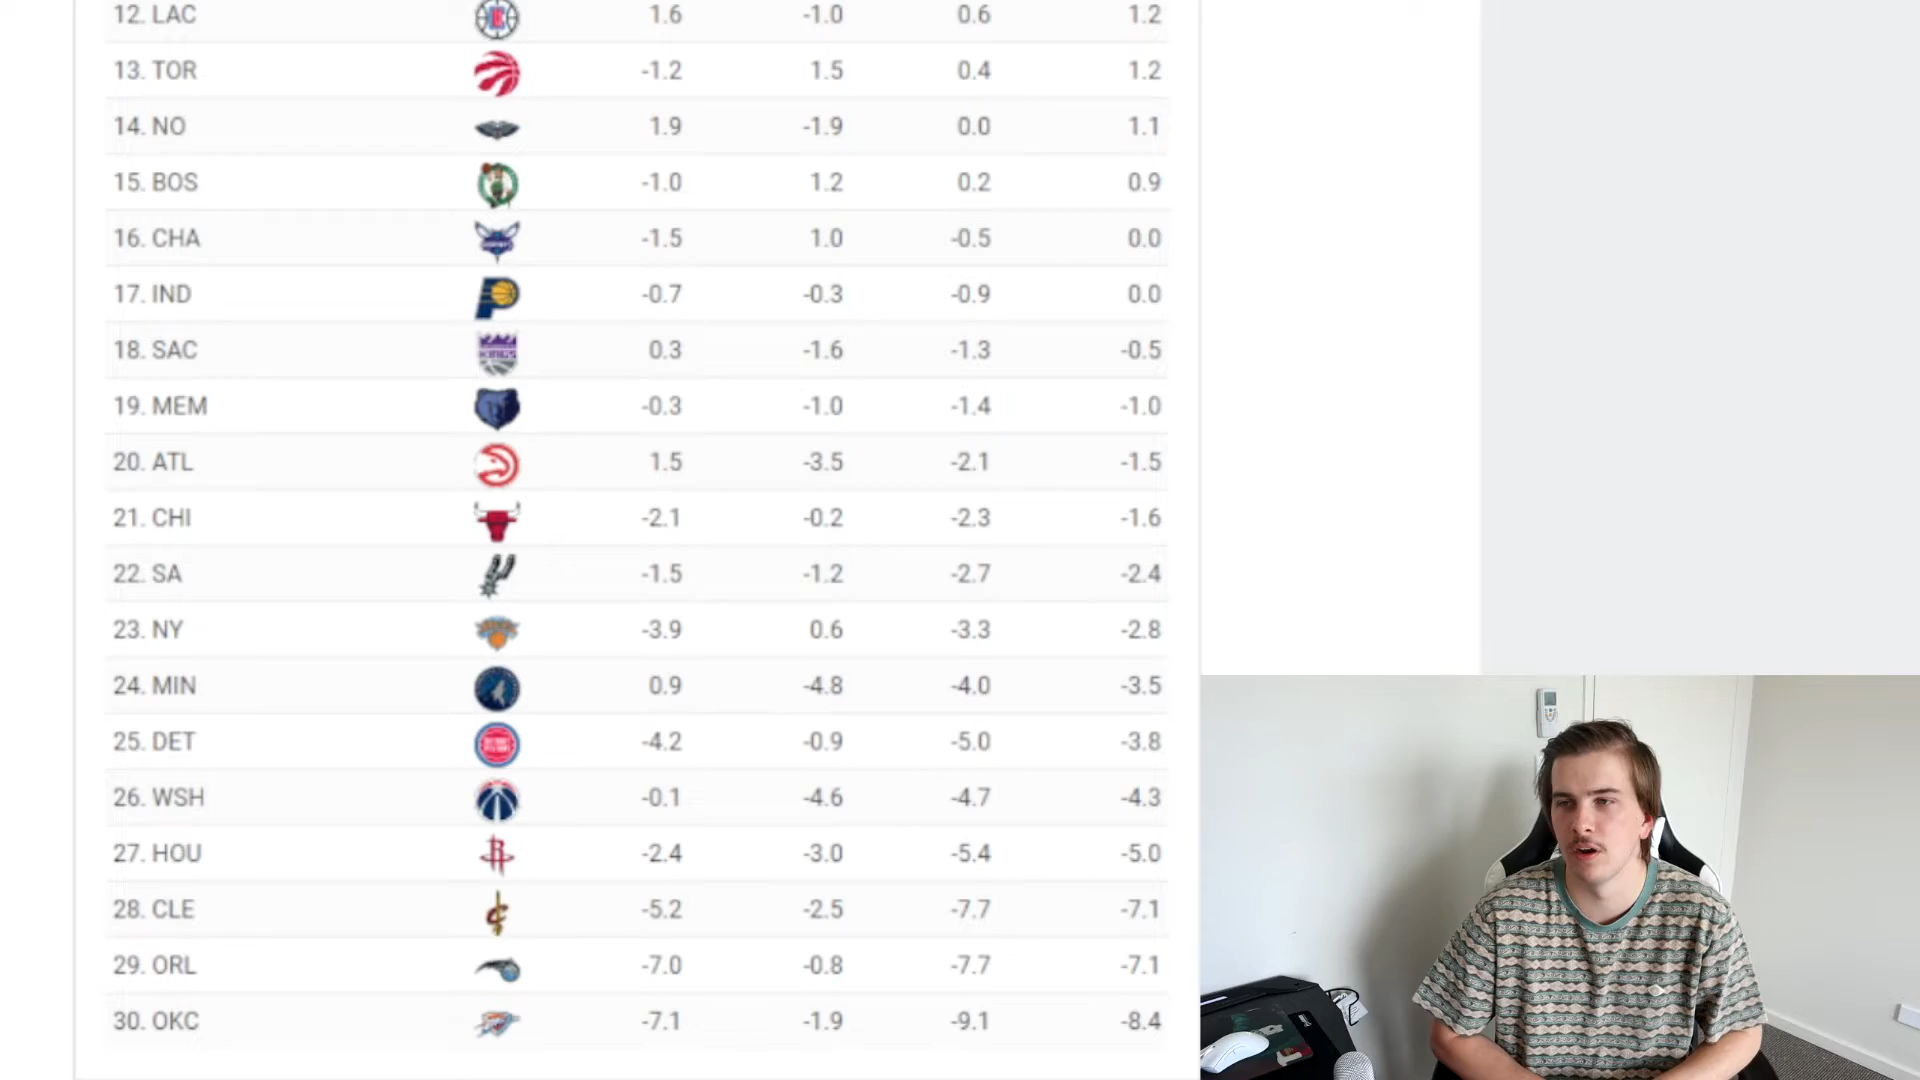 12. LAC 1.6 -1.0 0.6 1.2
13. TOR -1.2 1.5 0.4 1.2
14. NO 1.9 -1.9 0.0 1.1
15. BOS -1.0 1.2 0.2 0.9
16. CHA -1.5 1.0 -0.5 0.0
17. IND -0.7 -0.3 -0.9 0.0
18. SAC KINGS 0.3 -1.6 -1.3 -0.5
19. MEM -0.3 -1.0 -1.4 -1.0
20. ATL 1.5 -3.5 -2.1 -1.5
21. CHI -2.1 -0.2 -2.3 -1.6
22. SA -1.5 -1.2 -2.7 -2.4
23. NY -3.9 0.6 -3.3 -2.8
24. MIN 0.9 -4.8 -4.0 -3.5
25. DET -4.2 -0.9 -5.0 -3.8
26. WSH -0.1 -4.6 -4.7 -4.3
27. HOU -2.4 -3.0 -5.4 -5.0
28. CLE -5.2 -2.5 -7.7 -7.1
29. ORL -7.0 -0.8 -7.7 -7.1
30. OKC -7.1 -1.9 -9.1 -8.4